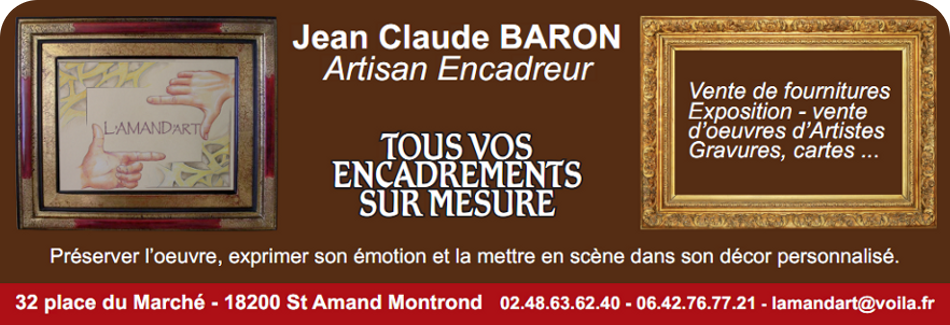 Jean Claude BARON
Artisan Encadreur
L'AMAND'ART
TOUS VOS
ENCADREMENTS
SUR MESURE
Vente de fournitures
Exposition - vente
d'oeuvres d'Artistes
Gravures, cartes ...
Préserver l'oeuvre, exprimer son émotion et la mettre en scène dans son décor personnalisé.
32 place du Marché - 18200 St Amand Montrond 02.48.63.62.40 - 06.42.76.77.21 - lamandart@voila.fr